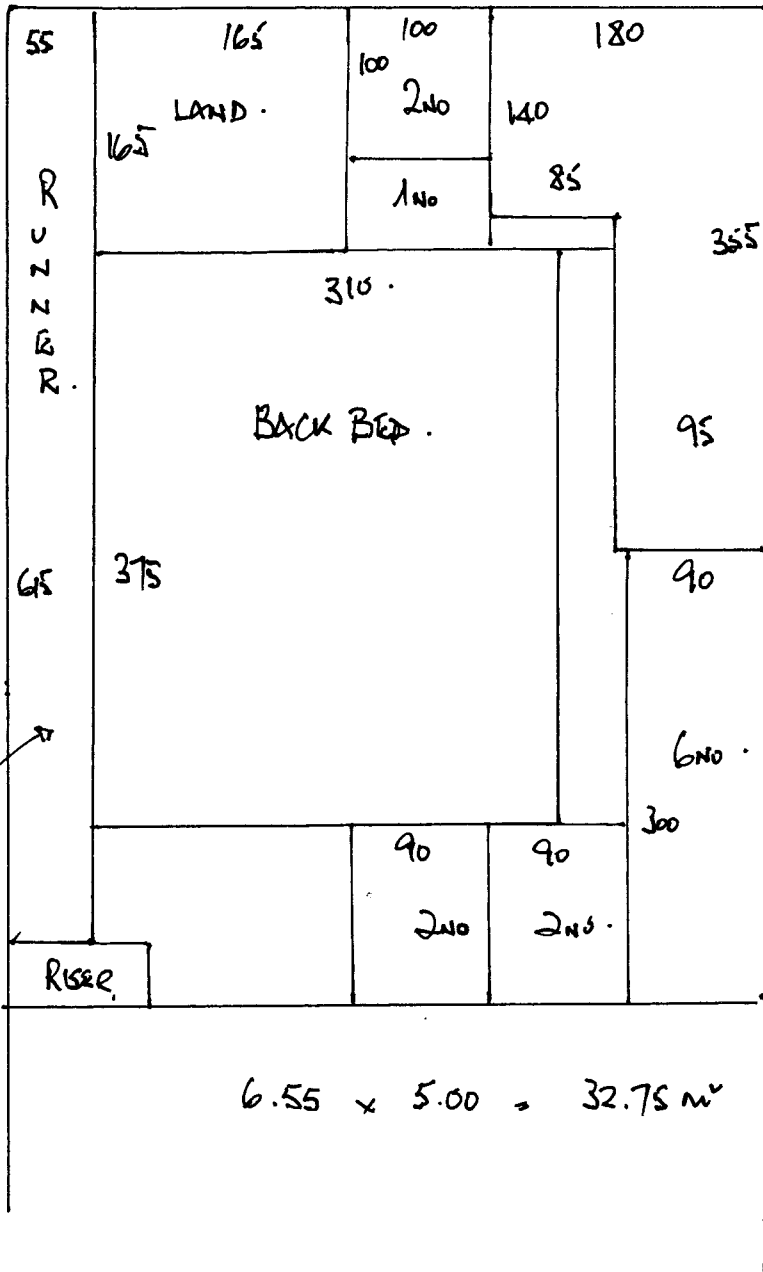 55 165 100 180
100
LAND. 2NO 140
165
RUNNER.
1NO 85
355
310.
BACK BED. 95
615 375 90
6NO.
300
90 90
2NO 2NO.
RISER
6.55 x 5.00 = 32.75 m²